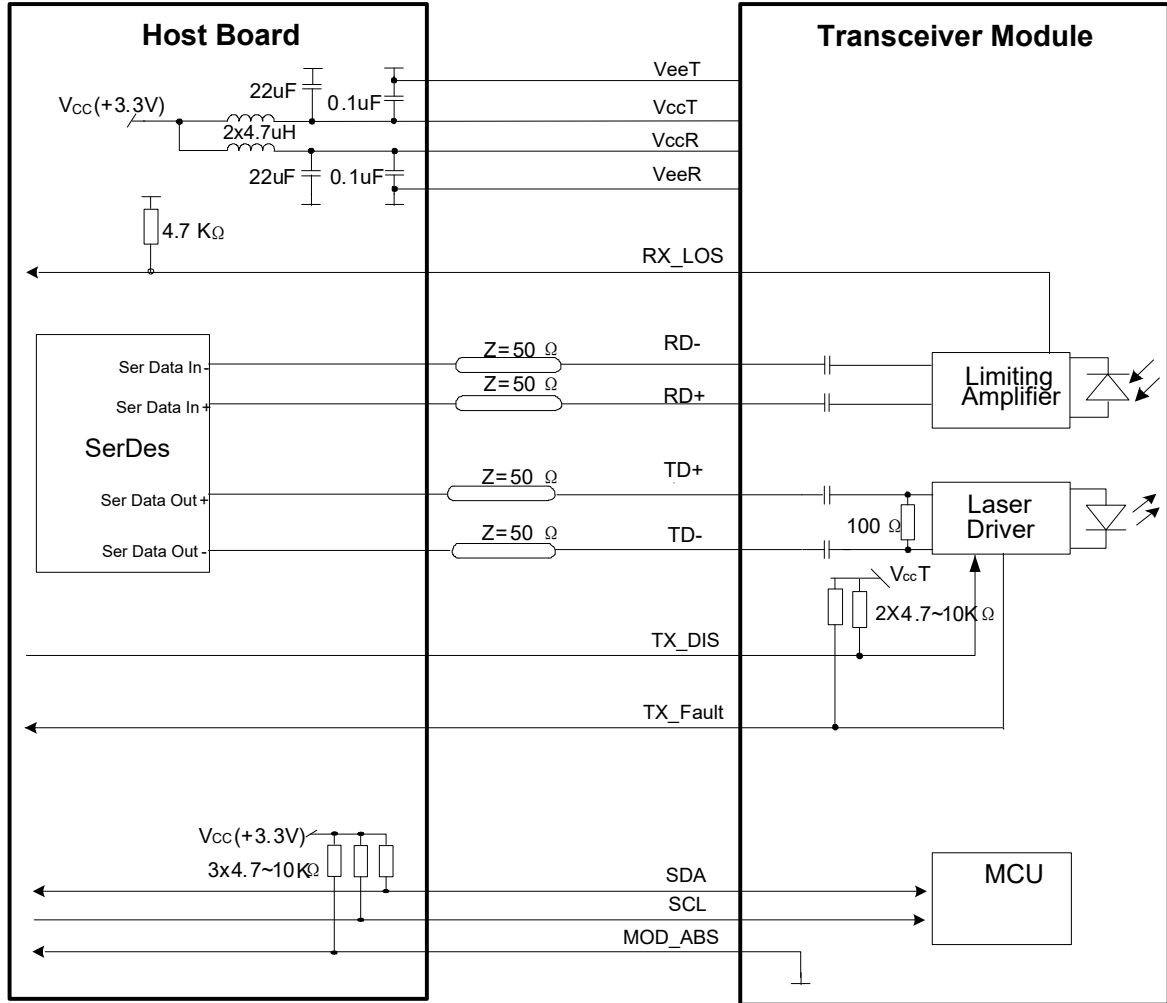 Host Board
Transceiver Module
VeeT
22uF
0.1uF
Vcc(+3.3V)
VccT
2x4.7uH
VccR
22uF
0.1uF
VeeR
4.7 KΩ
RX_LOS
Z=50 Ω
RD-
Ser Data In-
Limiting
Amplifier
Z=50 Ω
RD+
Ser Data In+
SerDes
Z=50 Ω
TD+
Ser Data Out+
Laser
Driver
100 Ω
Z=50 Ω
TD-
Ser Data Out-
VccT
2X4.7~10KΩ
TX_DIS
TX_Fault
Vcc(+3.3V)
3x4.7~10KΩ
SDA
MCU
SCL
MOD_ABS